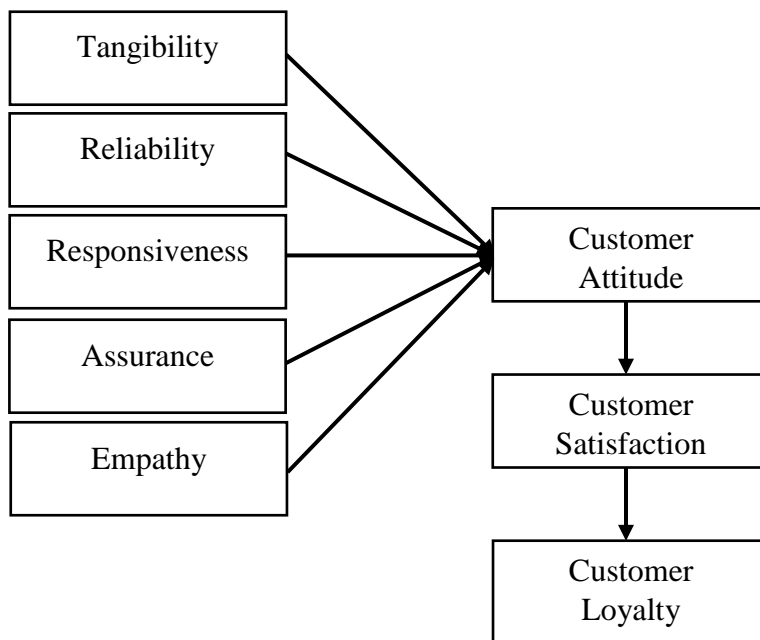 Tangibility
Reliability
Responsiveness
Assurance
Empathy
Customer
Attitude
Customer
Satisfaction
Customer
Loyalty